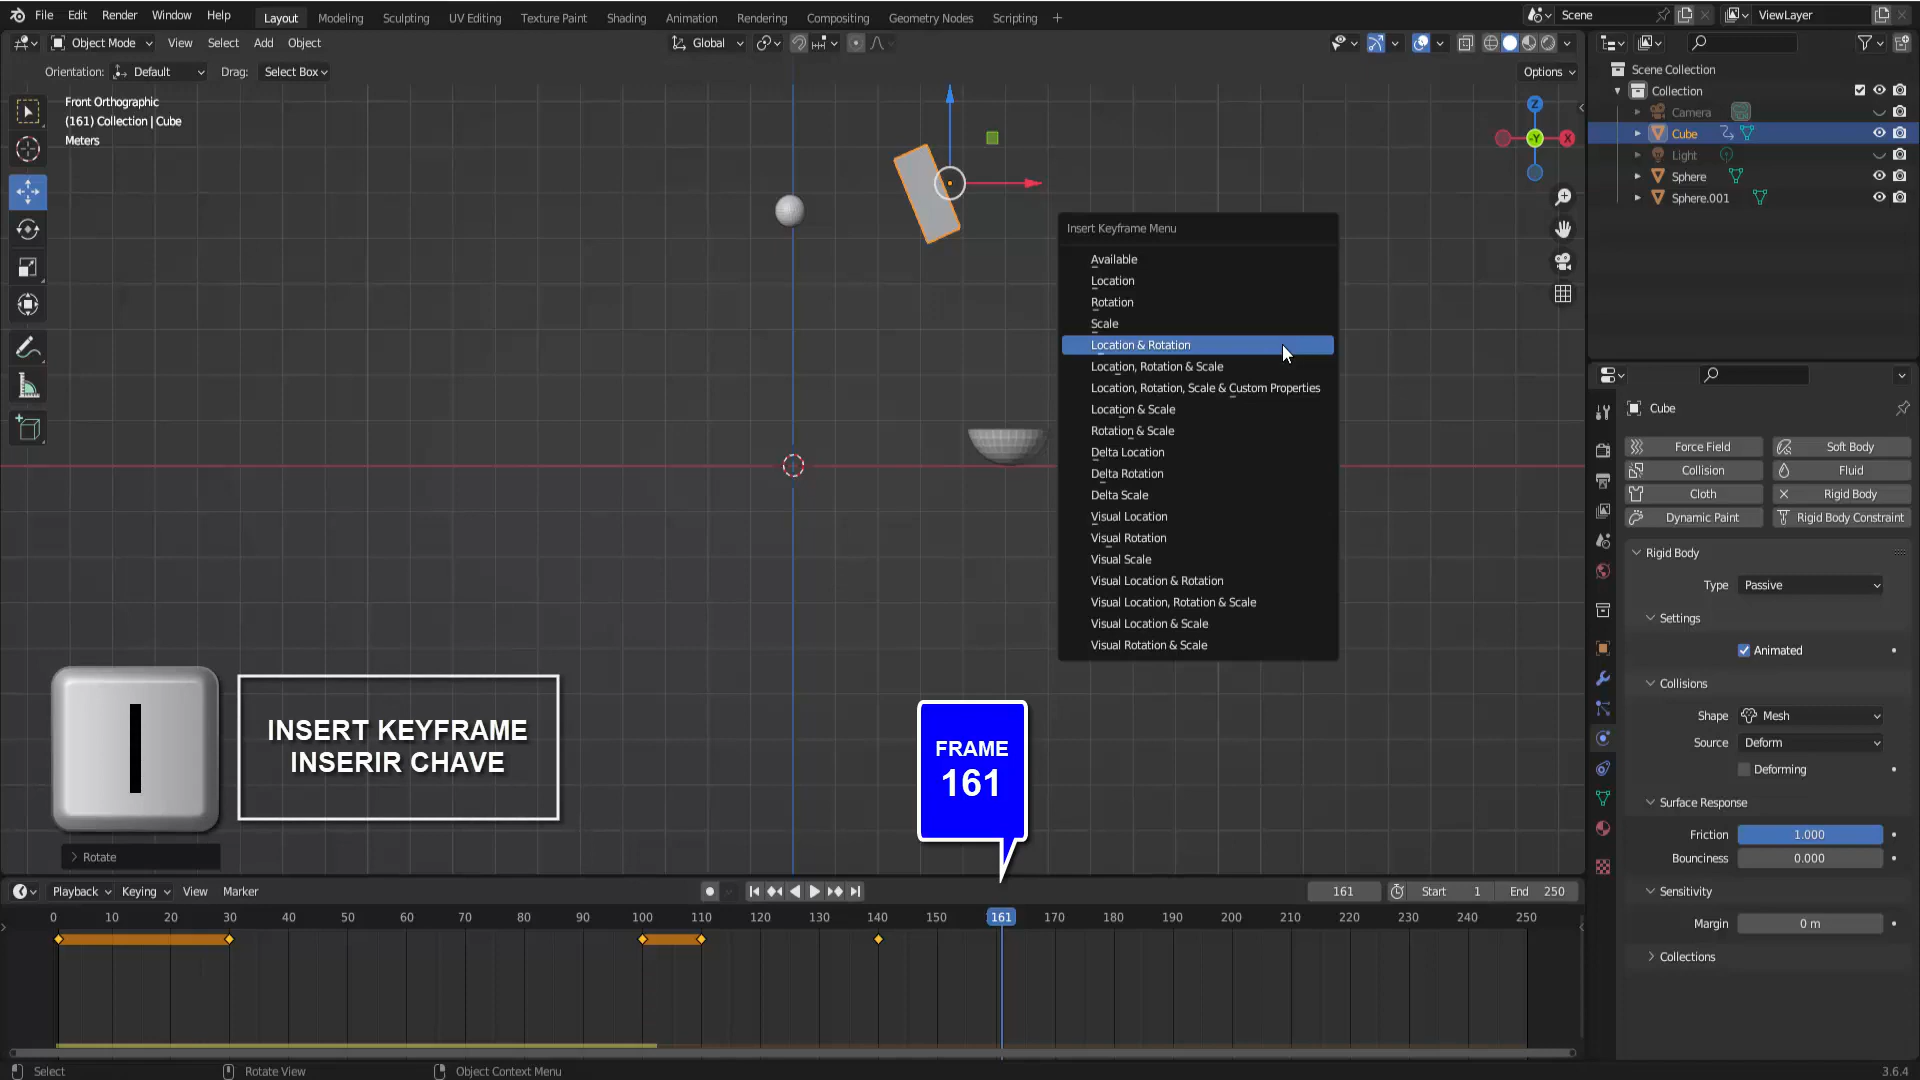 File Edit Render Window Help Layout Modeling Sculpting UV Editing Texture Paint Shading Animation Rendering Compositing Geometry Nodes Scripting + Scene ViewLayer
Object Mode View Select Add Object Global
Orientation: Default Drag: Select Box Options
Front Orthographic
(161) Collection | Cube
Meters
Z
-Y
X
Scene Collection
Collection
Camera
Cube
Light
Sphere
Sphere.001
Insert Keyframe Menu
Available
Location
Rotation
Scale
Location & Rotation
Location, Rotation & Scale
Location, Rotation, Scale & Custom Properties
Location & Scale
Rotation & Scale
Delta Location
Delta Rotation
Delta Scale
Visual Location
Visual Rotation
Visual Scale
Visual Location & Rotation
Visual Location, Rotation & Scale
Visual Location & Scale
Visual Rotation & Scale
Cube
Force Field Soft Body
Collision Fluid
Cloth Rigid Body
Dynamic Paint Rigid Body Constraint
Rigid Body
Type Passive
Settings
Animated
Collisions
Shape Mesh
Source Deform
Deforming
Surface Response
Friction 1.000
Bounciness 0.000
Sensitivity
Margin 0 m
Collections
I
INSERT KEYFRAME
INSERIR CHAVE
FRAME
161
Rotate
Playback Keying View Marker 161 Start 1 End 250
0 10 20 30 40 50 60 70 80 90 100 110 120 130 140 150 161 170 180 190 200 210 220 230 240 250
Select Rotate View Object Context Menu 3.6.4